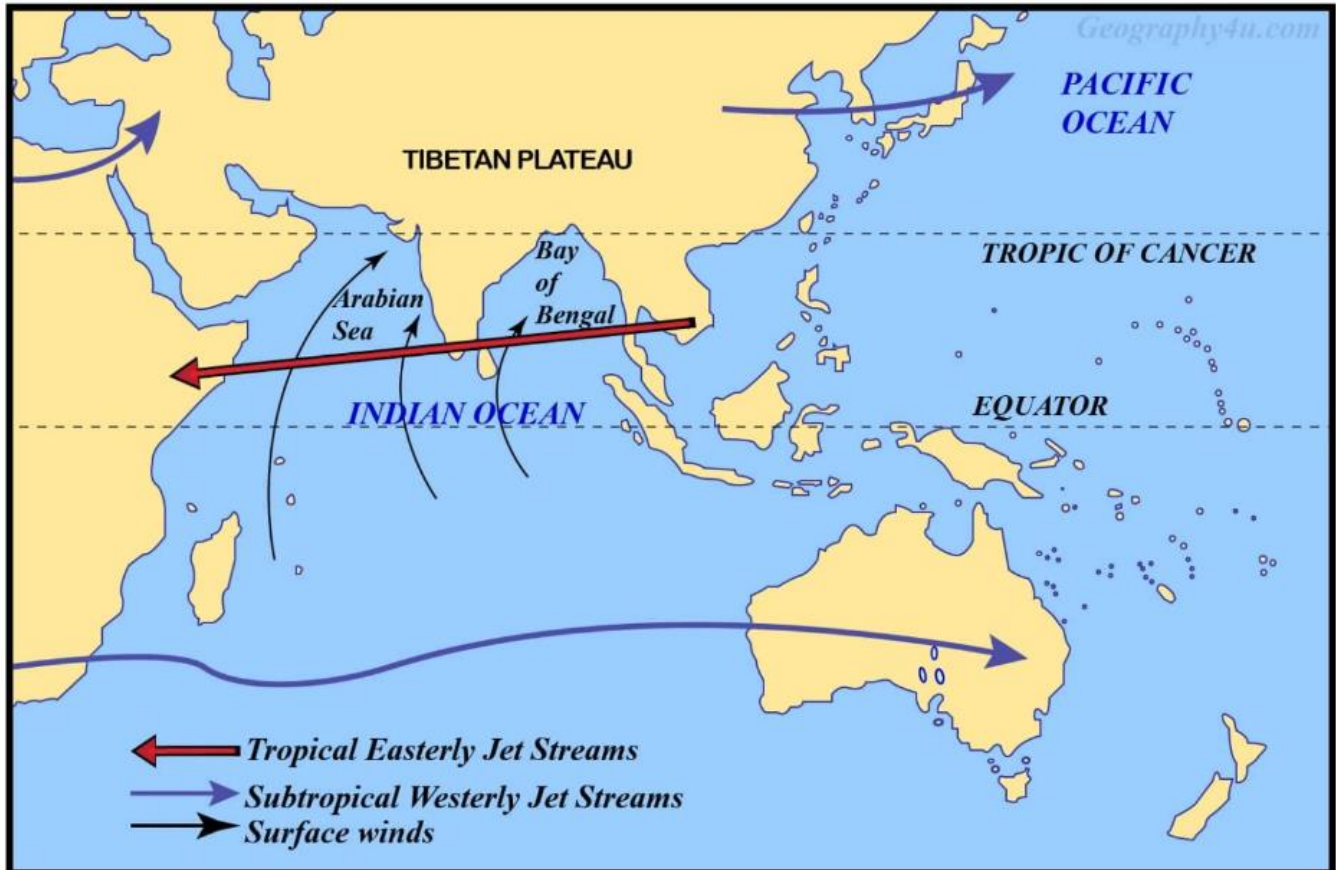 Geography4u.com
PACIFIC
OCEAN
TIBETAN PLATEAU
TROPIC OF CANCER
Bay
of
Bengal
Arabian
Sea
INDIAN OCEAN
EQUATOR
Tropical Easterly Jet Streams
Subtropical Westerly Jet Streams
Surface winds